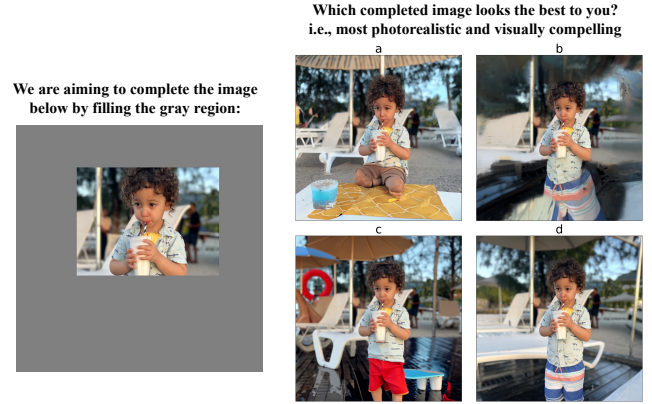 Which completed image looks the best to you?
i.e., most photorealistic and visually compelling
We are aiming to complete the image
below by filling the gray region:
a
b
c
d